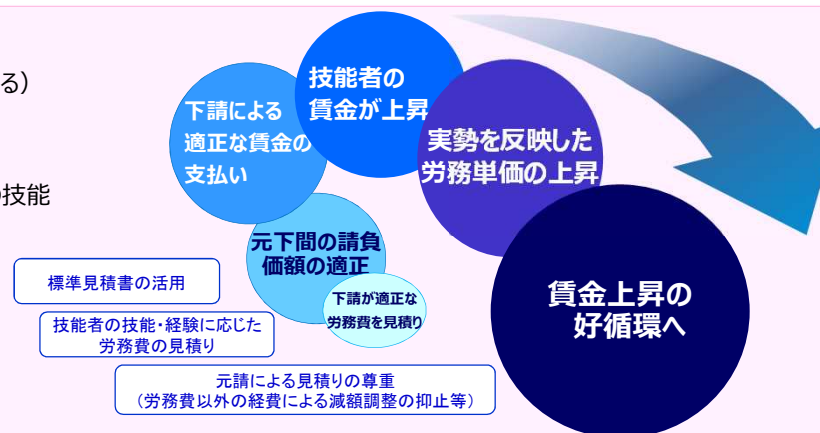 る）
の技能
技能者の
賃金が上昇
下請による
適正な賃金の
支払い
実勢を反映した
労務単価の上昇
元下間の請負
価額の適正
下請が適正な
労務費を見積り
賃金上昇の
好循環へ
標準見積書の活用
技能者の技能・経験に応じた
労務費の見積り
元請による見積りの尊重
（労務費以外の経費による減額調整の抑止等）